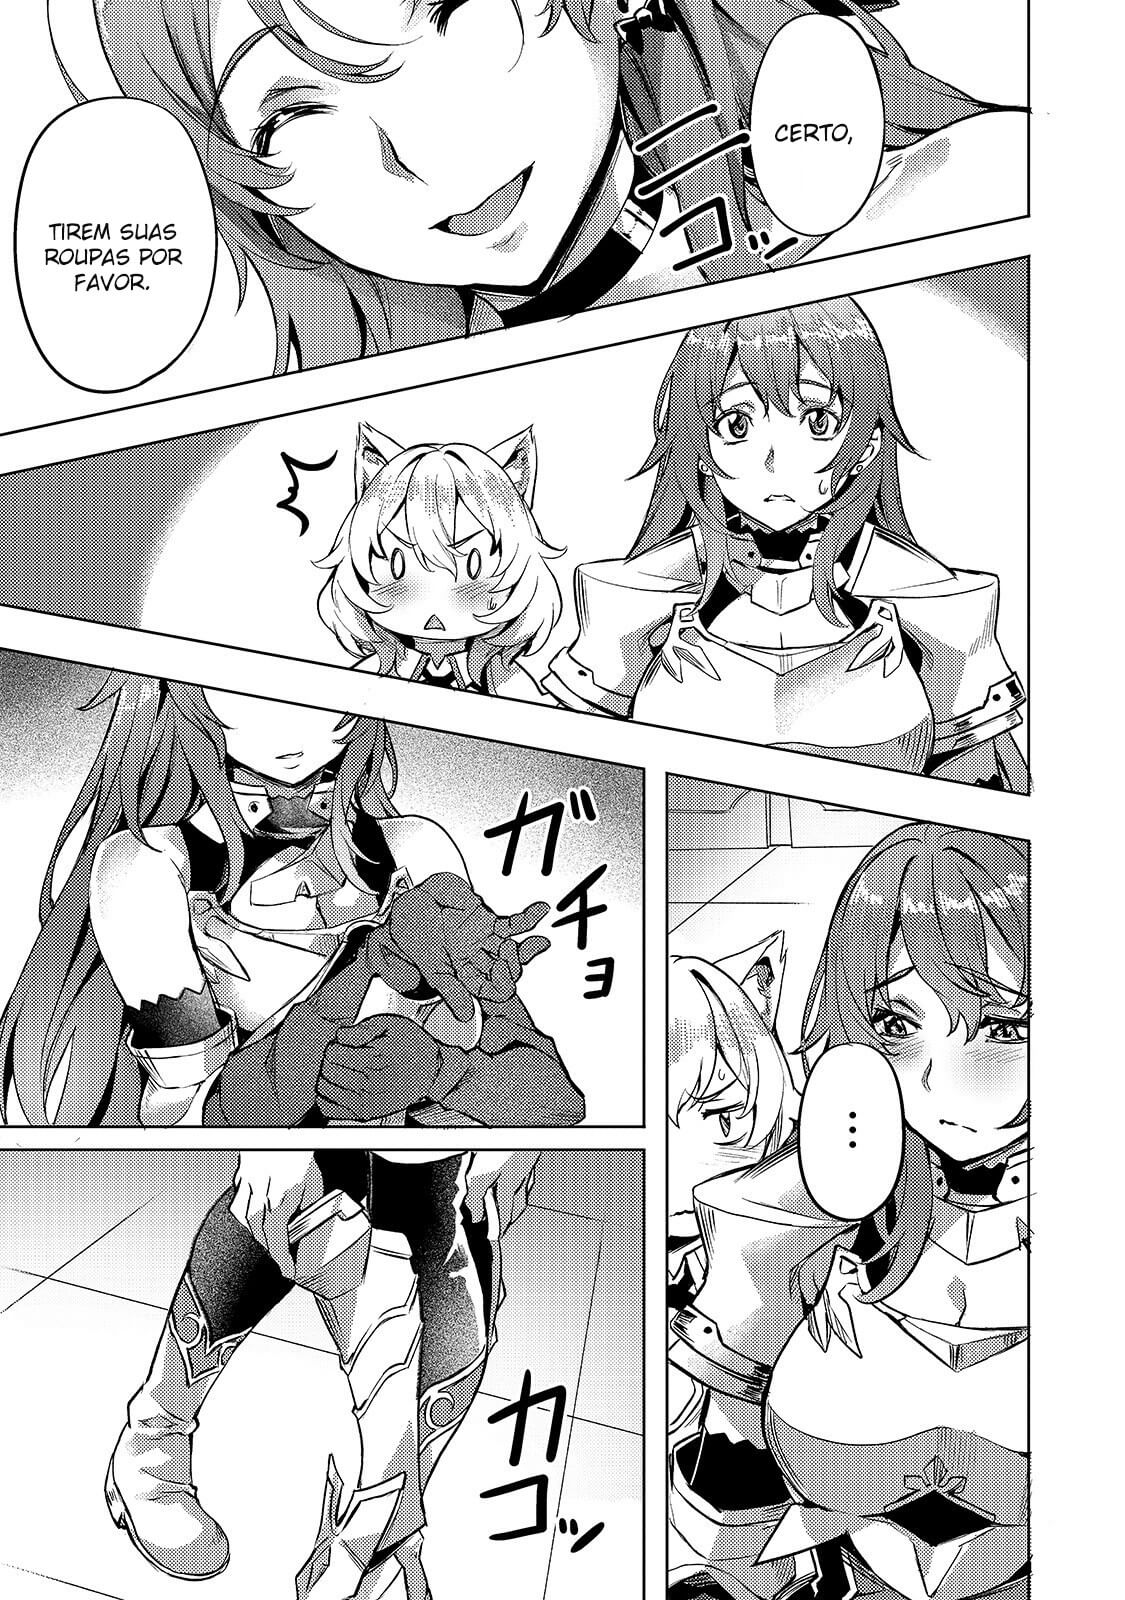 CERTO,
TIREM SUAS
ROUPAS POR
FAVOR.
ニコッ
...
ガチョ
カコッ